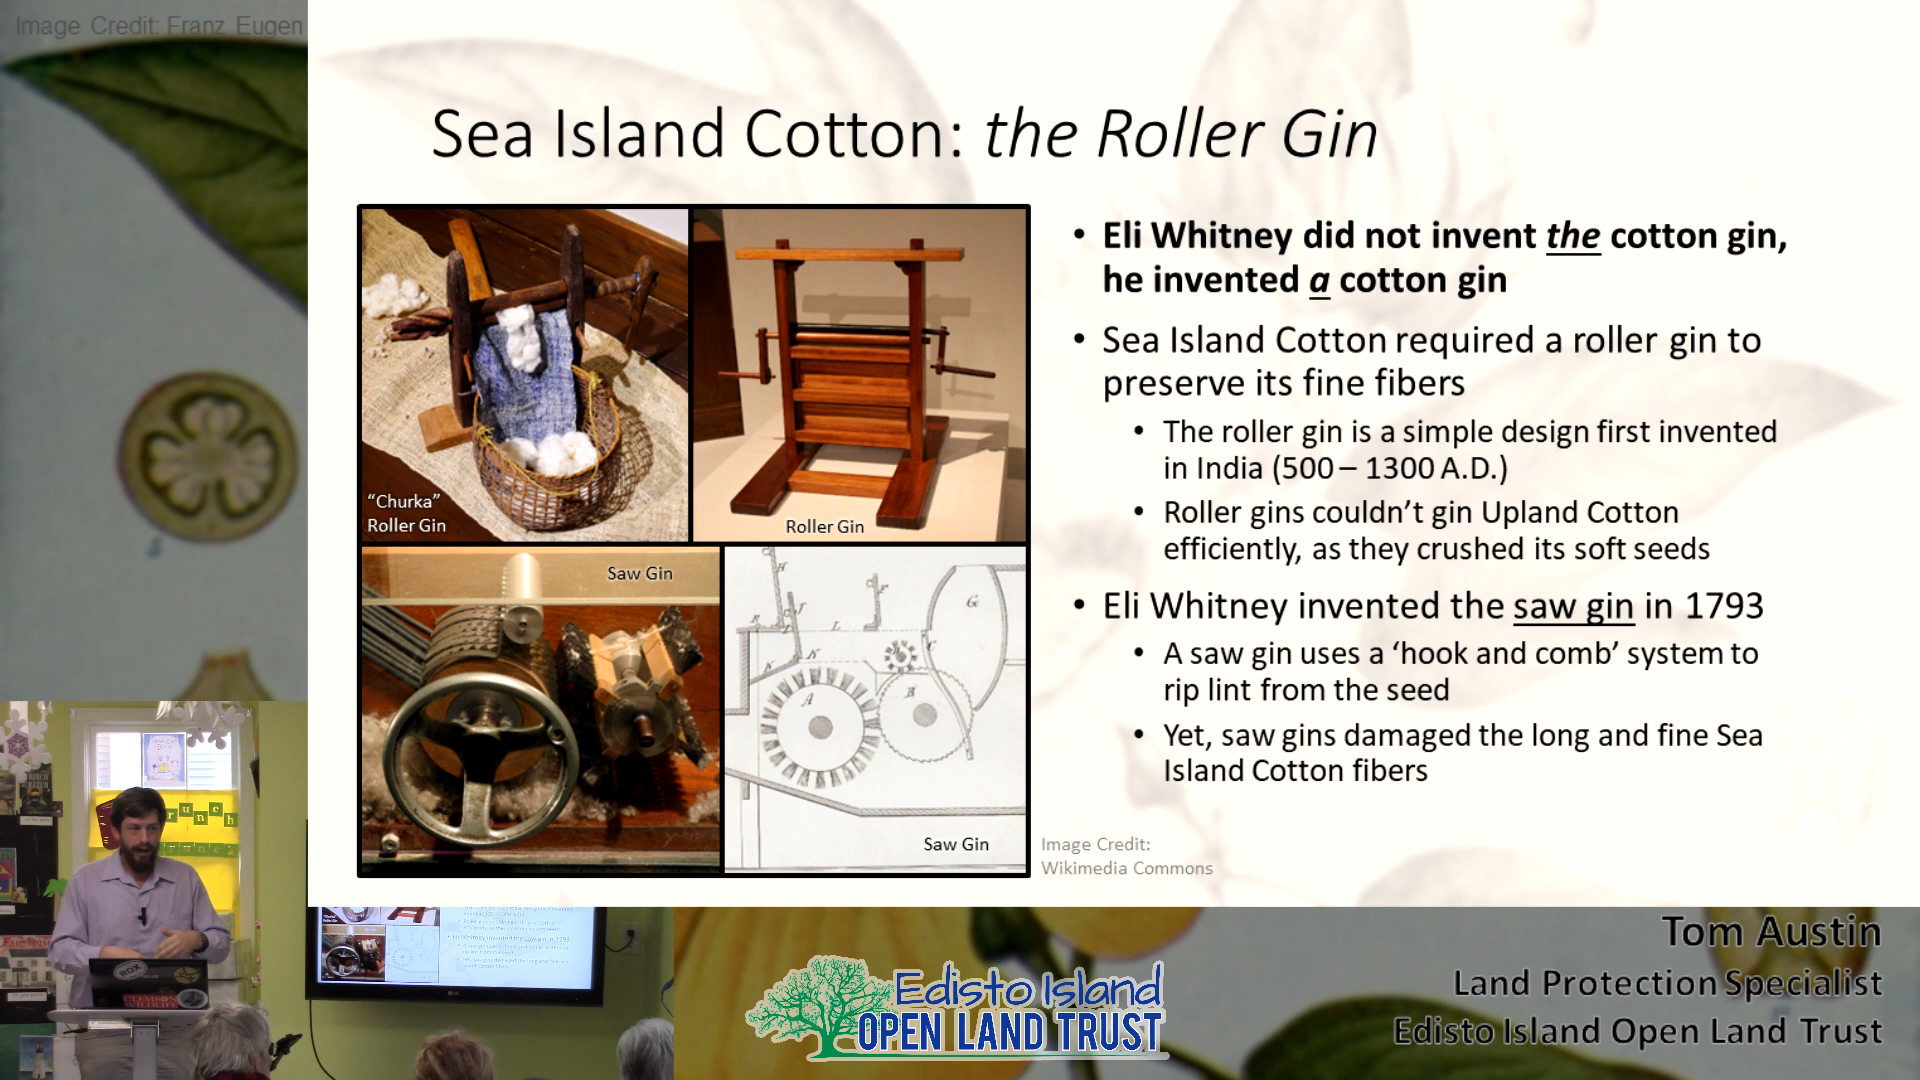 Image Credit: Franz Eugen
Sea Island Cotton: the Roller Gin
"Churka"
Roller Gin
Roller Gin
Saw Gin
Saw Gin
• Eli Whitney did not invent the cotton gin,
he invented a cotton gin
• Sea Island Cotton required a roller gin to
preserve its fine fibers
• The roller gin is a simple design first invented
in India (500 – 1300 A.D.)
• Roller gins couldn't gin Upland Cotton
efficiently, as they crushed its soft seeds
• Eli Whitney invented the saw gin in 1793
• A saw gin uses a 'hook and comb' system to
rip lint from the seed
• Yet, saw gins damaged the long and fine Sea
Island Cotton fibers
Image Credit:
Wikimedia Commons
Edisto Island
OPEN LAND TRUST
Tom Austin
Land Protection Specialist
Edisto Island Open Land Trust